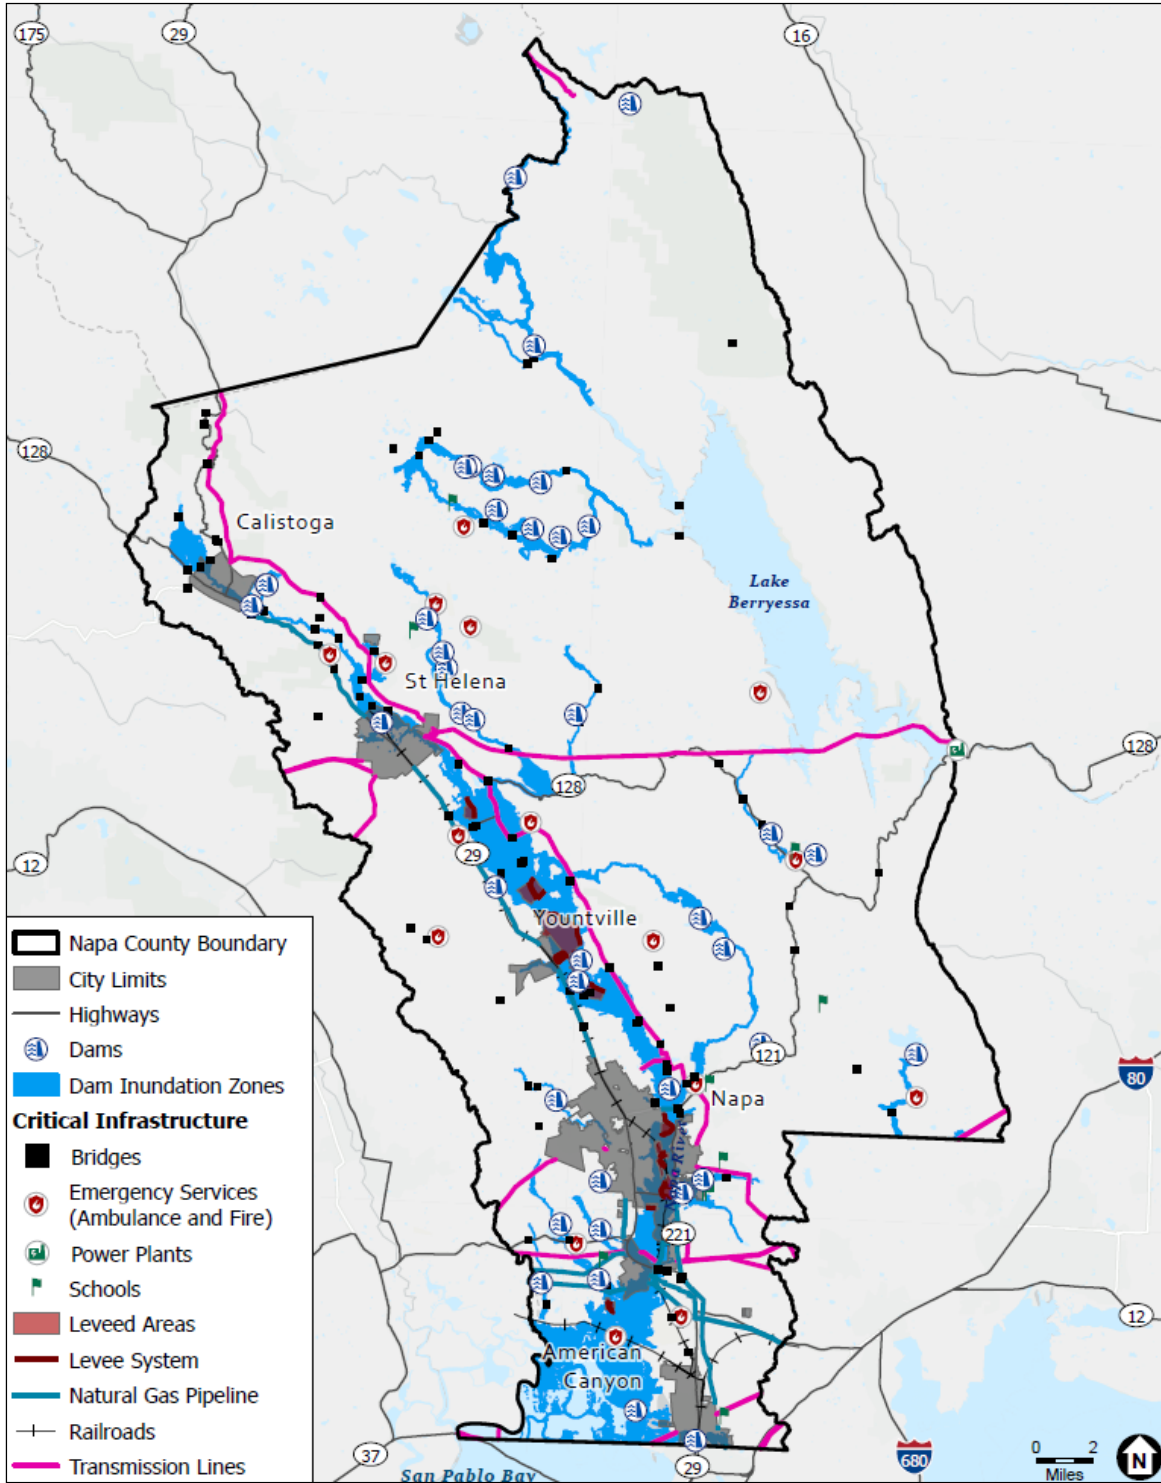 175
29
16
128
Calistoga
Lake
Berryessa
St Helena
128
128
12
29
Yountville
121
80
Napa
Napa River
221
12
American
Canyon
37
680
29
San Pablo Bay
0 2
Miles
N
Napa County Boundary
City Limits
Highways
Dams
Dam Inundation Zones
Critical Infrastructure
Bridges
Emergency Services
(Ambulance and Fire)
Power Plants
Schools
Leveed Areas
Levee System
Natural Gas Pipeline
Railroads
Transmission Lines